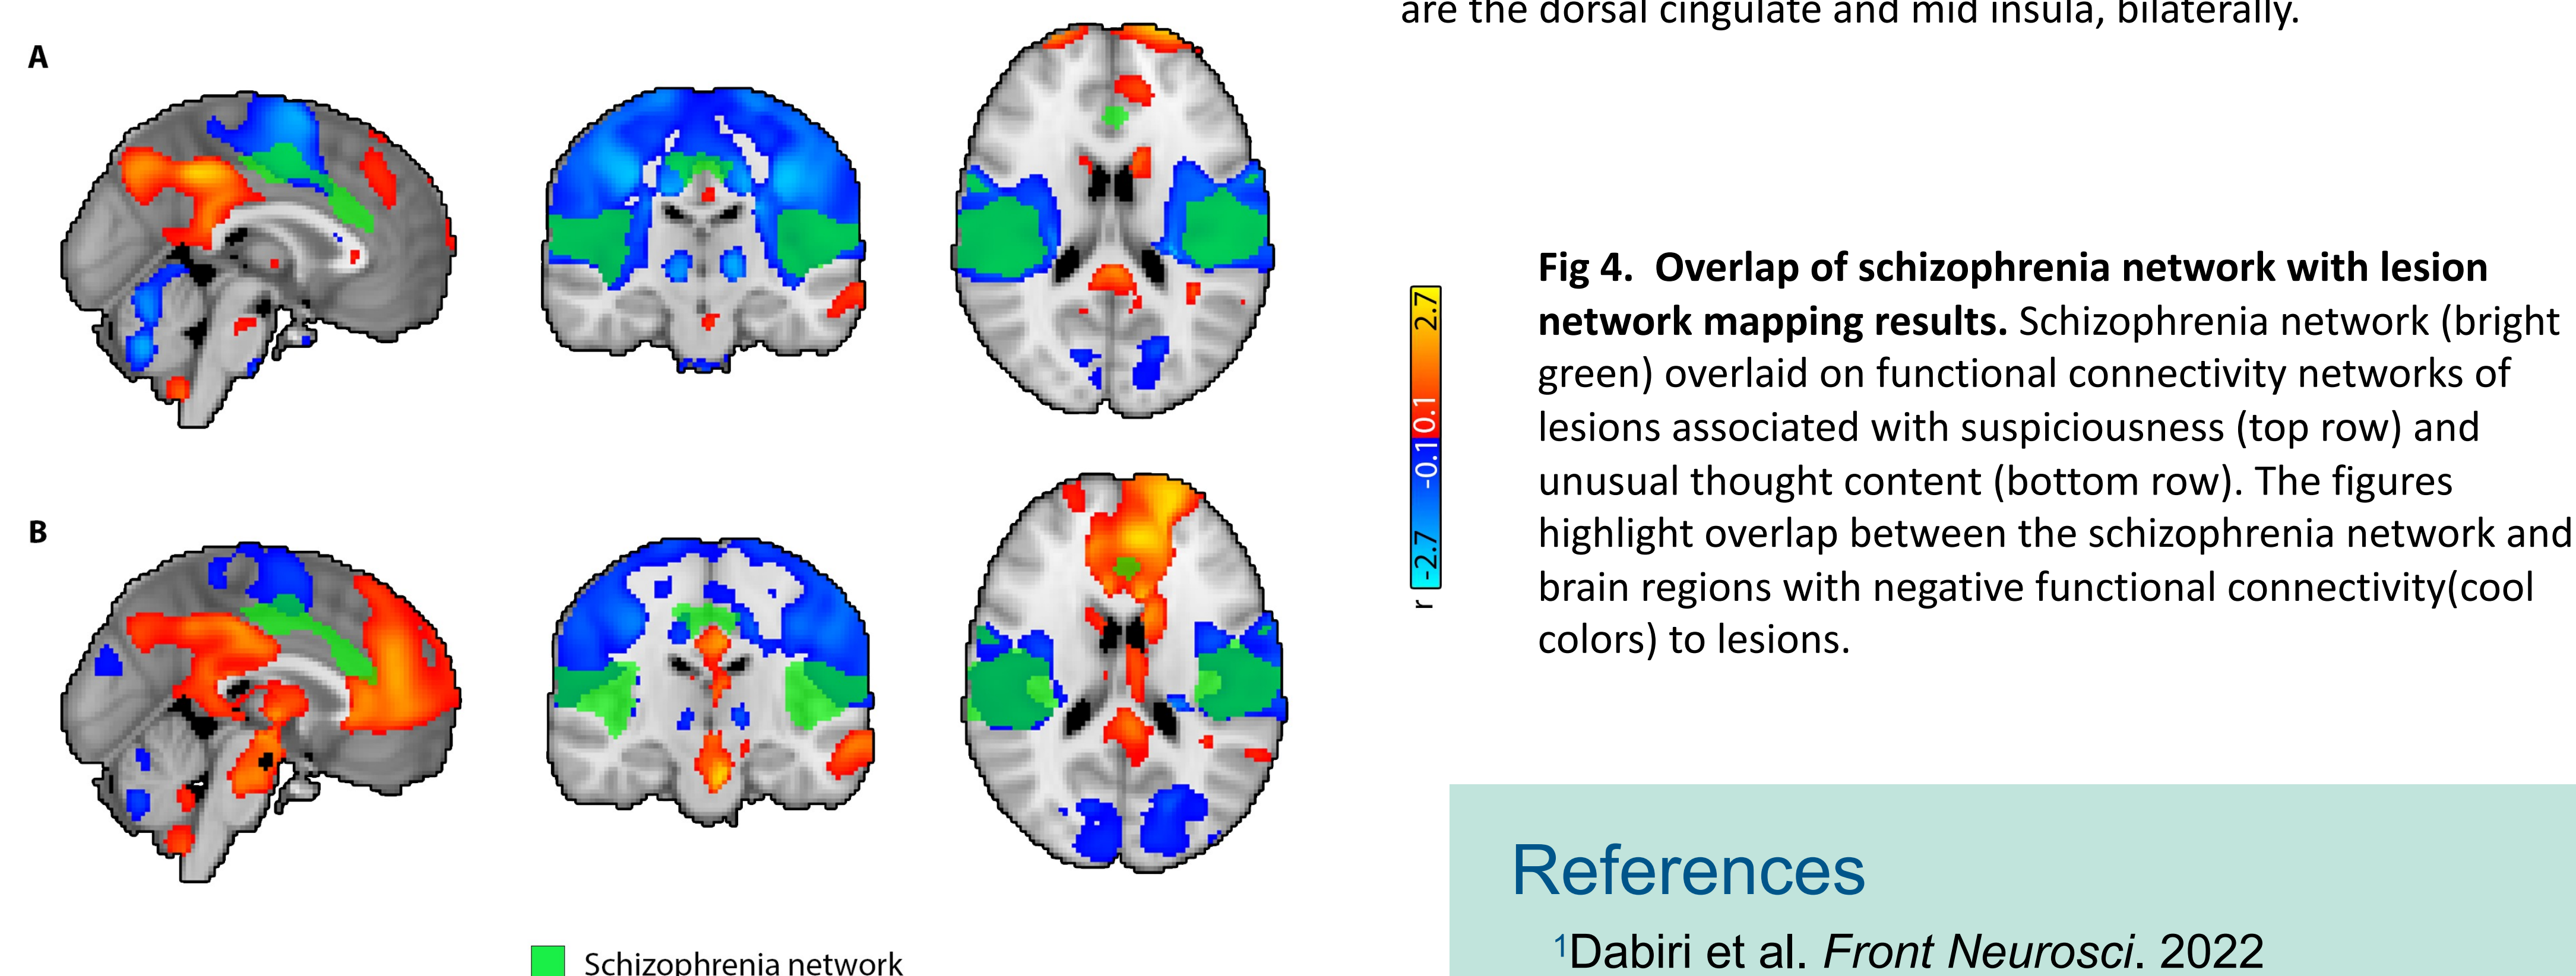 are the dorsal cingulate and mid insula, bilaterally.
A
2.7
0.1
-0.1
-2.7
r
Fig 4.  Overlap of schizophrenia network with lesion
network mapping results. Schizophrenia network (bright
green) overlaid on functional connectivity networks of
lesions associated with suspiciousness (top row) and
unusual thought content (bottom row). The figures
highlight overlap between the schizophrenia network and
brain regions with negative functional connectivity(cool
colors) to lesions.
B
Schizophrenia network
References
¹Dabiri et al. Front Neurosci. 2022